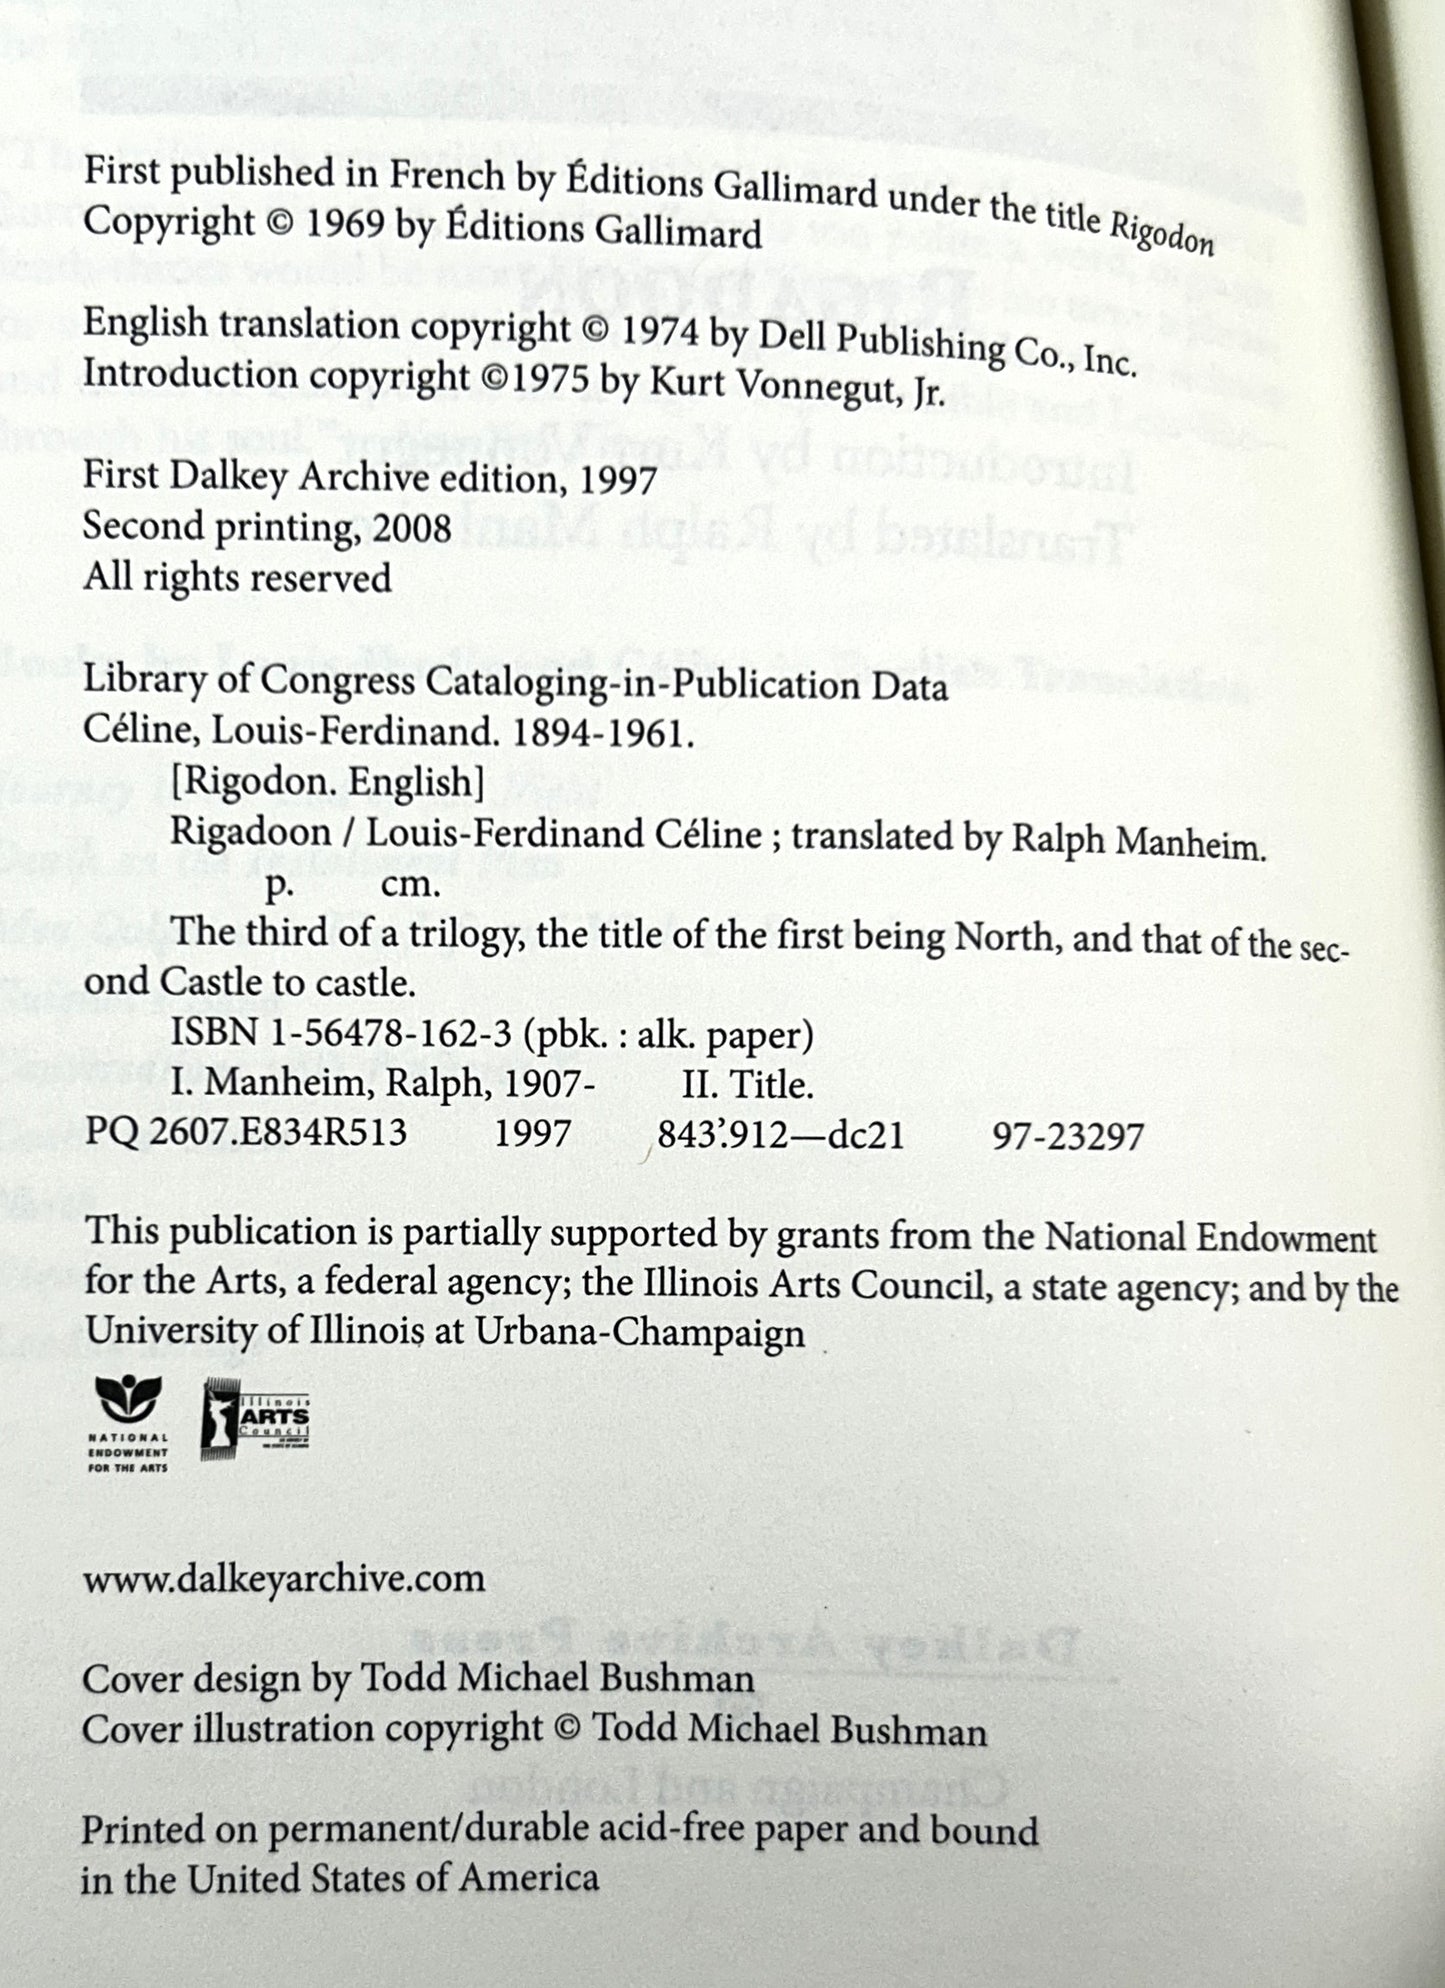 First published in French by Éditions Gallimard under the title Rigodon
Copyright © 1969 by Éditions Gallimard
English translation copyright © 1974 by Dell Publishing Co., Inc.
Introduction copyright ©1975 by Kurt Vonnegut, Jr.
First Dalkey Archive edition, 1997
Second printing, 2008
All rights reserved
Library of Congress Cataloging-in-Publication Data
Céline, Louis-Ferdinand. 1894-1961.
[Rigodon. English]
Rigadoon / Louis-Ferdinand Céline ; translated by Ralph Manheim.
p. cm.
The third of a trilogy, the title of the first being North, and that of the sec-
ond Castle to castle.
ISBN 1-56478-162-3 (pbk. : alk. paper)
I. Manheim, Ralph, 1907- II. Title.
PQ 2607.E834R513 1997 843'.912—dc21 97-23297
This publication is partially supported by grants from the National Endowment
for the Arts, a federal agency; the Illinois Arts Council, a state agency; and by the
University of Illinois at Urbana-Champaign
NATIONAL
ENDOWMENT
FOR THE ARTS
Illinois
ARTS
Council
www.dalkeyarchive.com
Cover design by Todd Michael Bushman
Cover illustration copyright © Todd Michael Bushman
Printed on permanent/durable acid-free paper and bound
in the United States of America